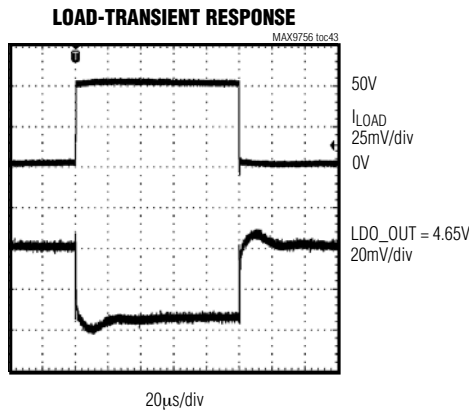 LOAD-TRANSIENT RESPONSE
MAX9756 toc43
T
50V
ILOAD
25mV/div
0V
LDO_OUT = 4.65V
20mV/div
20µs/div